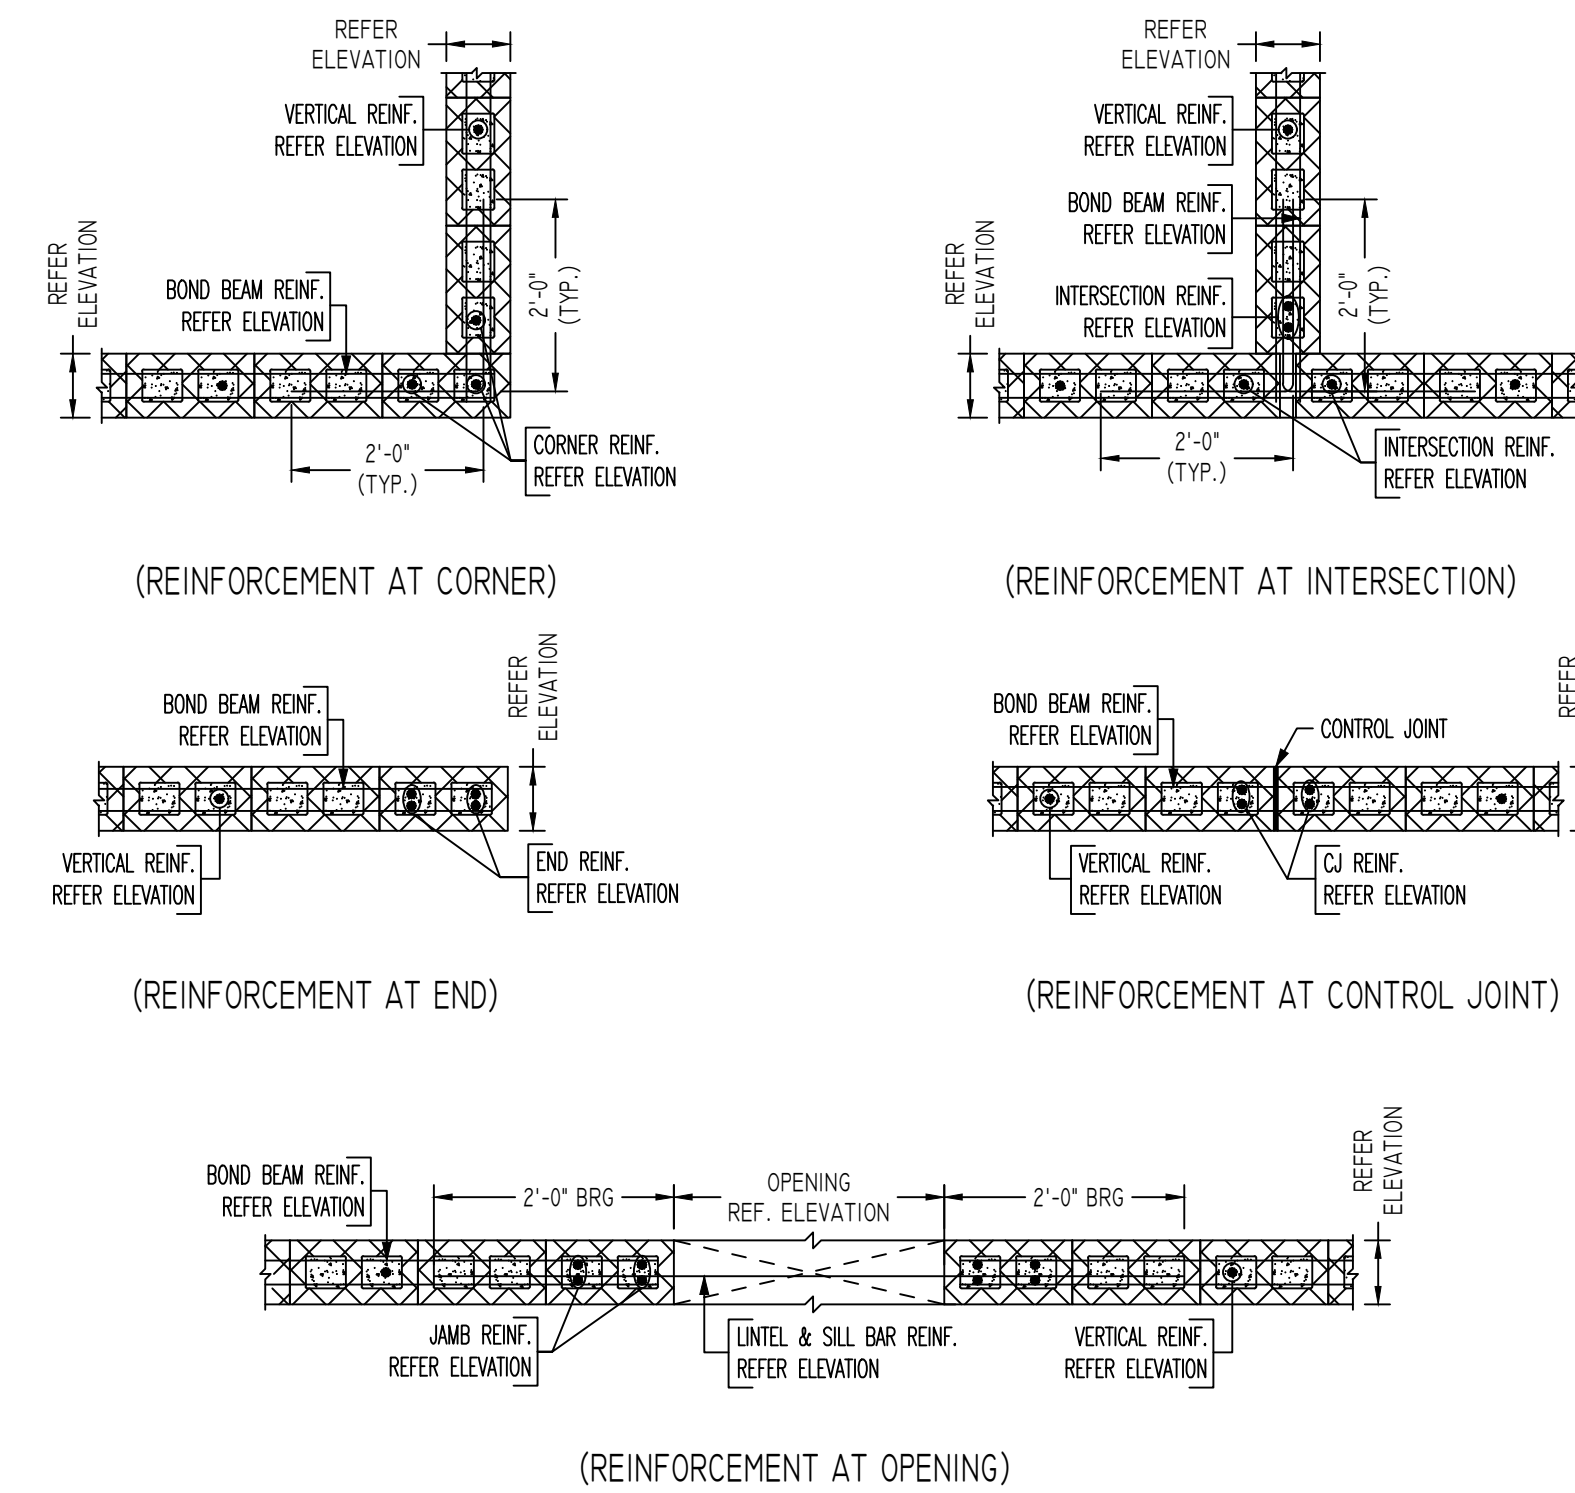 REFER
ELEVATION
VERTICAL REINF.
REFER ELEVATION
REFER
ELEVATION
BOND BEAM REINF.
REFER ELEVATION
2'-0"
(TYP.)
2'-0"
(TYP.)
CORNER REINF.
REFER ELEVATION
(REINFORCEMENT AT CORNER)
REFER
ELEVATION
VERTICAL REINF.
REFER ELEVATION
BOND BEAM REINF.
REFER ELEVATION
REFER
ELEVATION
INTERSECTION REINF.
REFER ELEVATION
2'-0"
(TYP.)
2'-0"
(TYP.)
INTERSECTION REINF.
REFER ELEVATION
(REINFORCEMENT AT INTERSECTION)
REFER
ELEVATION
BOND BEAM REINF.
REFER ELEVATION
VERTICAL REINF.
REFER ELEVATION
END REINF.
REFER ELEVATION
(REINFORCEMENT AT END)
REFER
BOND BEAM REINF.
REFER ELEVATION
CONTROL JOINT
VERTICAL REINF.
REFER ELEVATION
CJ REINF.
REFER ELEVATION
(REINFORCEMENT AT CONTROL JOINT)
BOND BEAM REINF.
REFER ELEVATION
2'-0" BRG
OPENING
REF. ELEVATION
2'-0" BRG
REFER
ELEVATION
JAMB REINF.
REFER ELEVATION
LINTEL & SILL BAR REINF.
REFER ELEVATION
VERTICAL REINF.
REFER ELEVATION
(REINFORCEMENT AT OPENING)